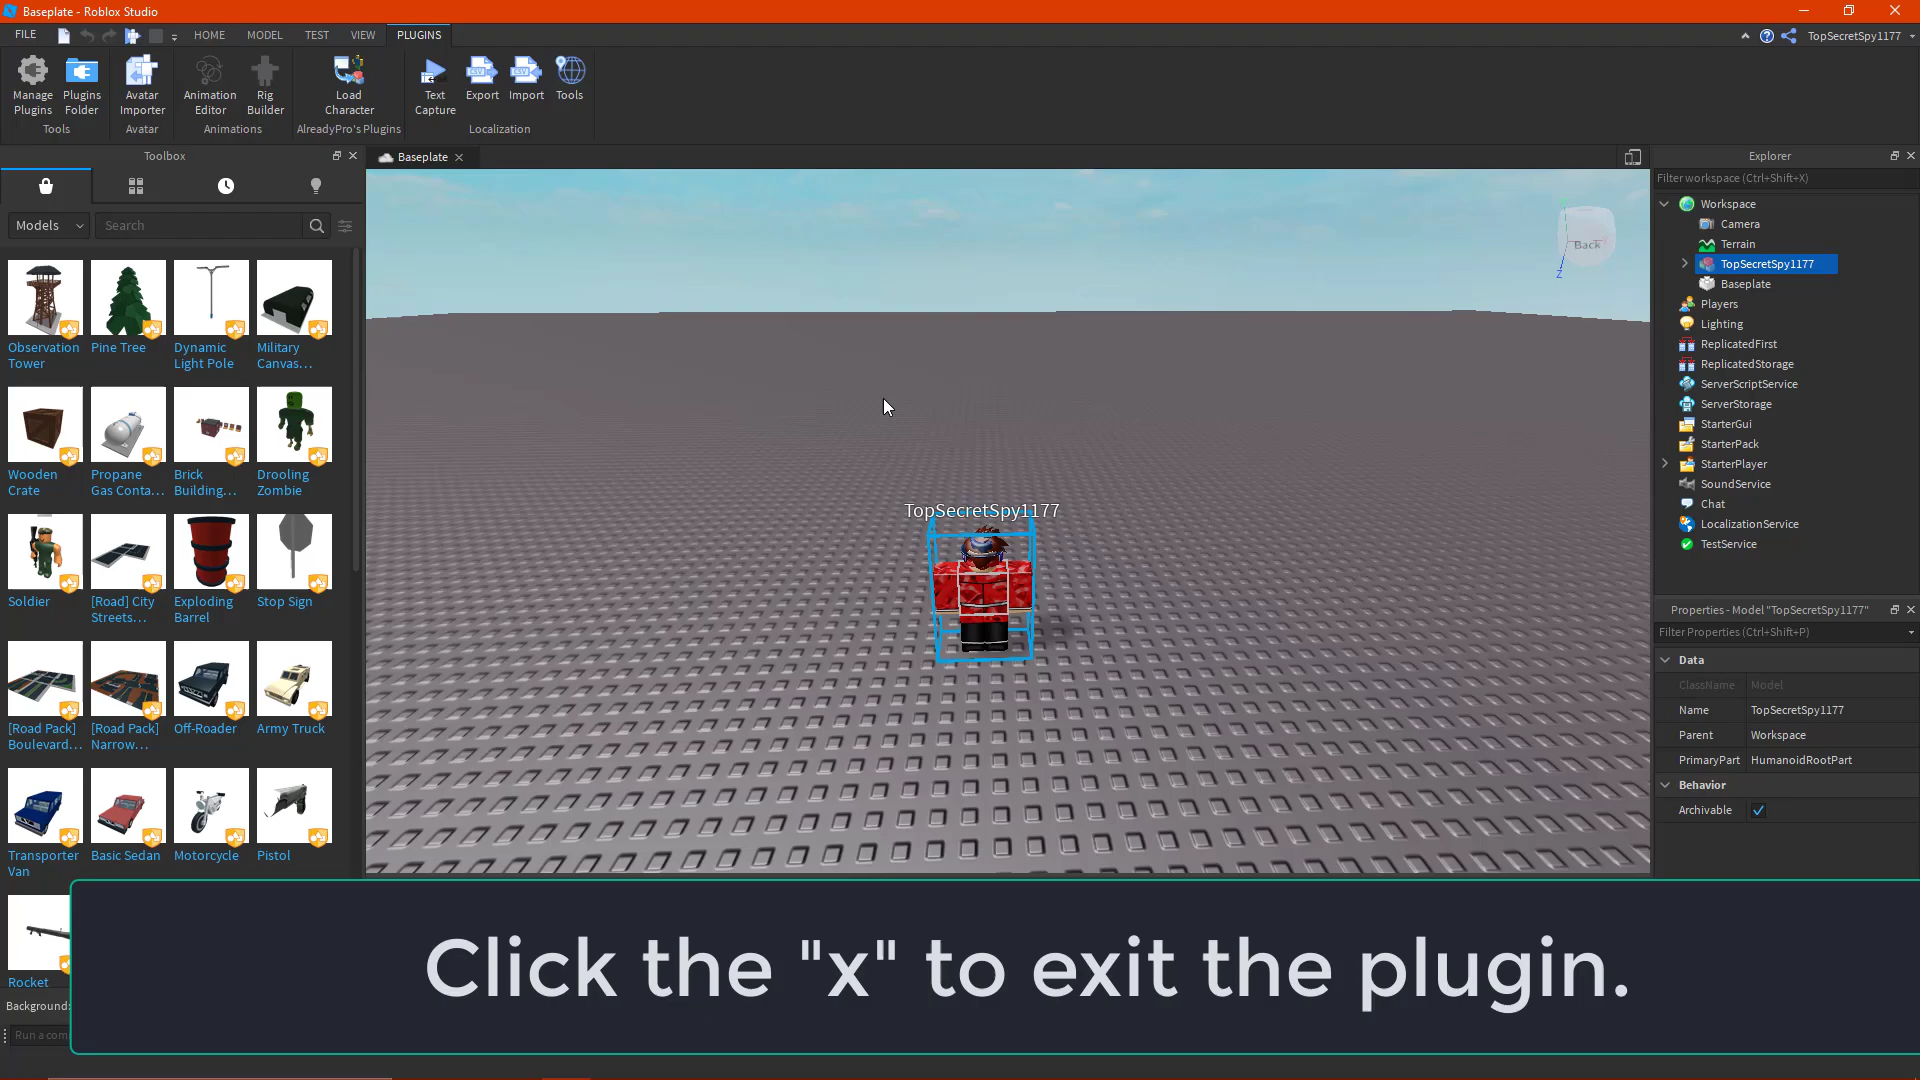 Baseplate - Roblox Studio
FILE HOME MODEL TEST VIEW PLUGINS TopSecretSpy1177
Manage Plugins
Plugins Folder
Tools
Avatar Importer
Avatar
Animation Editor
Rig Builder
Animations
Load Character
AlreadyPro's Plugins
Text Capture
Export
Import
Tools
Localization
Toolbox
Models
Search
Observation Tower
Pine Tree
Dynamic Light Pole
Military Canvas...
Wooden Crate
Propane Gas Conta...
Brick Building...
Drooling Zombie
Soldier
[Road] City Streets...
Exploding Barrel
Stop Sign
[Road Pack] Boulevard...
[Road Pack] Narrow...
Off-Roader
Army Truck
Transporter Van
Basic Sedan
Motorcycle
Pistol
Rocket
Background:
Run a com
Baseplate
Back
Z
TopSecretSpy1177
Explorer
Filter workspace (Ctrl+Shift+X)
Workspace
Camera
Terrain
TopSecretSpy1177
Baseplate
Players
Lighting
ReplicatedFirst
ReplicatedStorage
ServerScriptService
ServerStorage
StarterGui
StarterPack
StarterPlayer
SoundService
Chat
LocalizationService
TestService
Properties - Model "TopSecretSpy1177"
Filter Properties (Ctrl+Shift+P)
Data
ClassName Model
Name TopSecretSpy1177
Parent Workspace
PrimaryPart HumanoidRootPart
Behavior
Archivable
Click the "x" to exit the plugin.